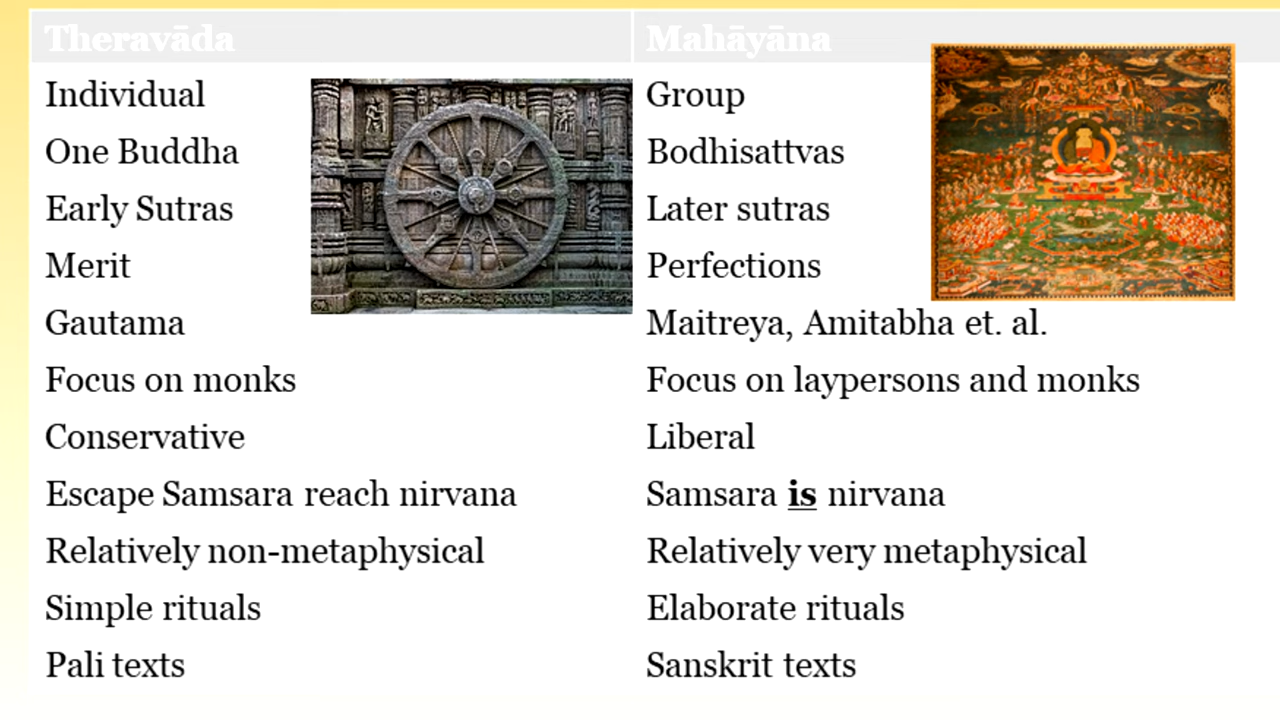 Theravāda
Mahāyāna
Individual
Group
One Buddha
Bodhisattvas
Early Sutras
Later sutras
Merit
Perfections
Gautama
Maitreya, Amitabha et. al.
Focus on monks
Focus on laypersons and monks
Conservative
Liberal
Escape Samsara reach nirvana
Samsara is nirvana
Relatively non-metaphysical
Relatively very metaphysical
Simple rituals
Elaborate rituals
Pali texts
Sanskrit texts